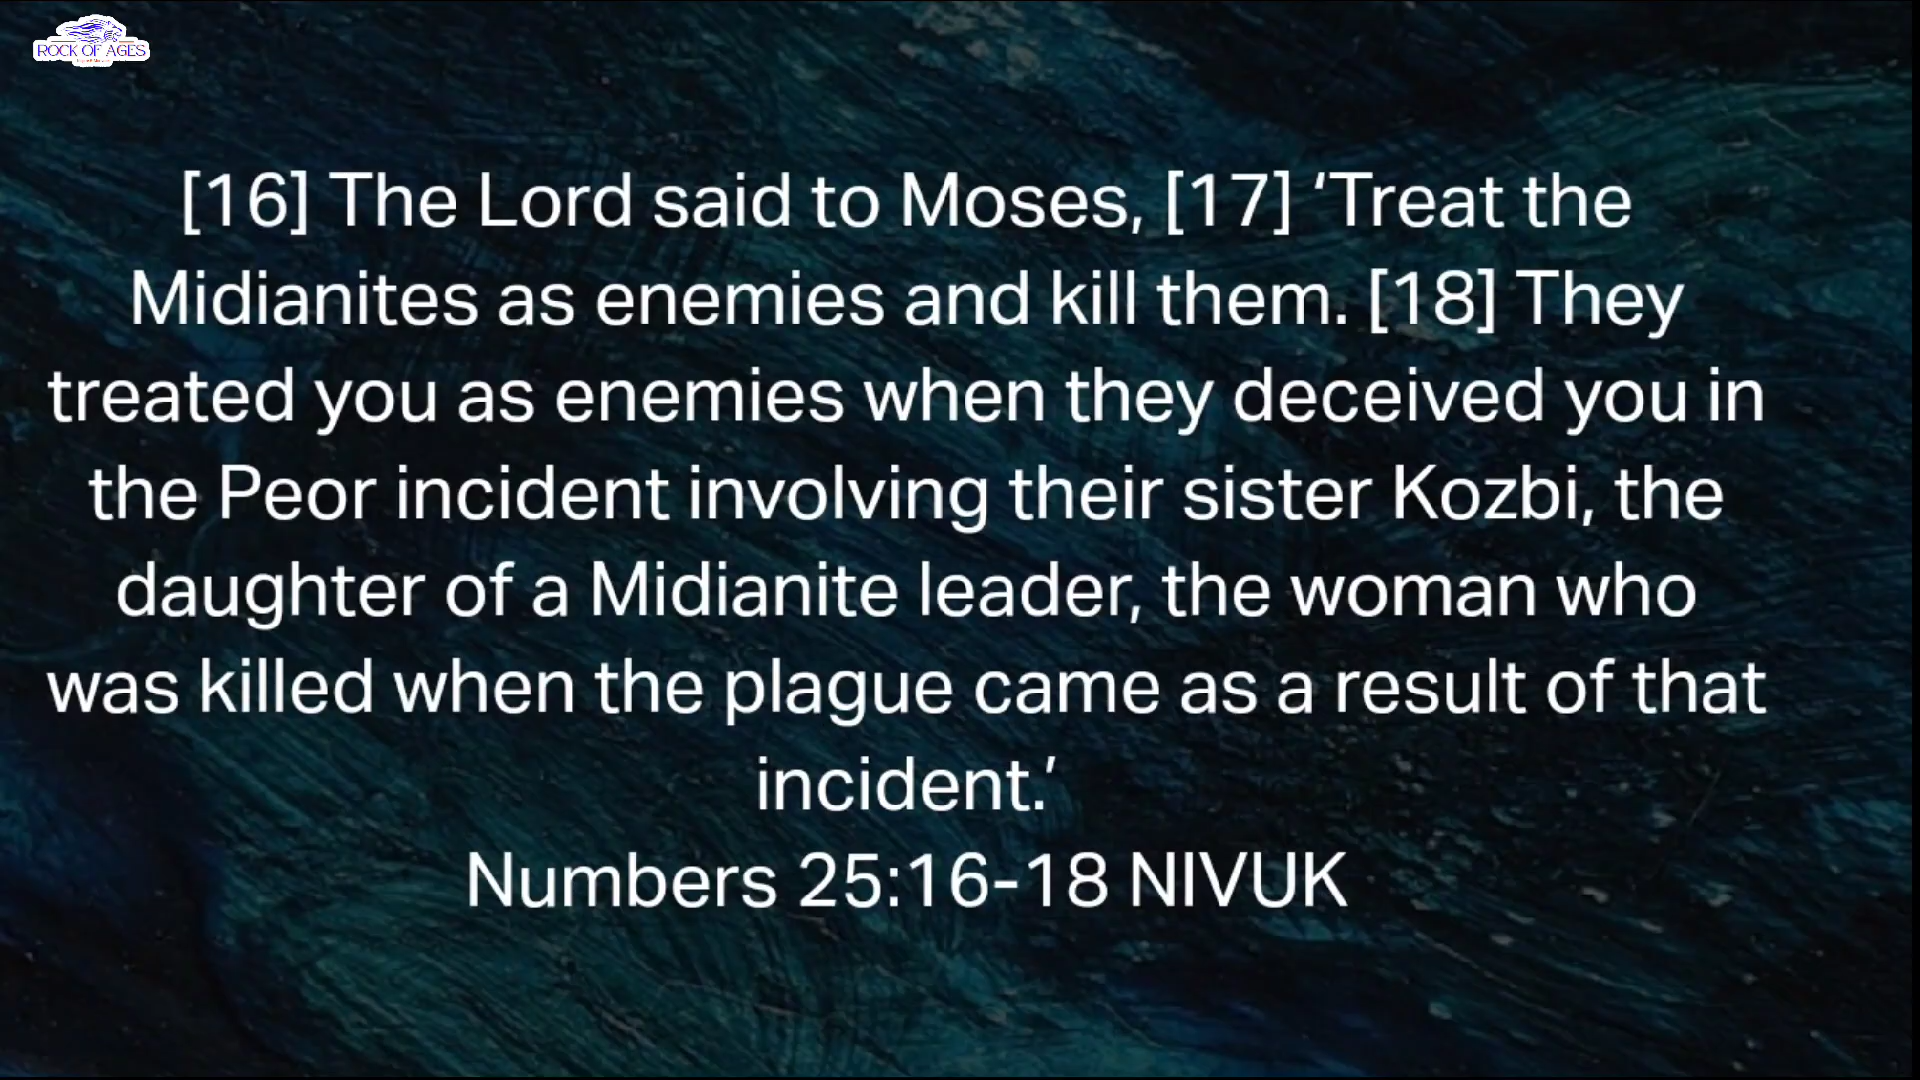 ROCK OF AGES
[16] The Lord said to Moses, [17] ‘Treat the
Midianites as enemies and kill them. [18] They
treated you as enemies when they deceived you in
the Peor incident involving their sister Kozbi, the
daughter of a Midianite leader, the woman who
was killed when the plague came as a result of that
incident.’
Numbers 25:16-18 NIVUK